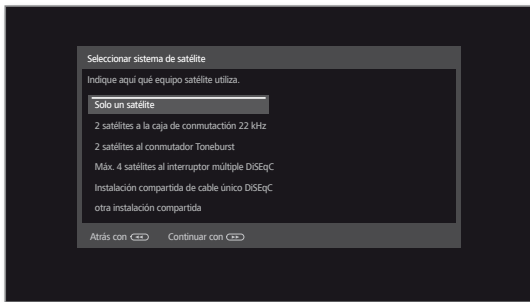 Seleccionar sistema de satélite
Indique aquí qué equipo satélite utiliza.
Solo un satélite
2 satélites a la caja de conmutactión 22 kHz
2 satélites al conmutador Toneburst
Máx. 4 satélites al interruptor múltiple DiSEqC
Instalación compartida de cable único DiSEqC
otra instalación compartida
Atrás con Continuar con